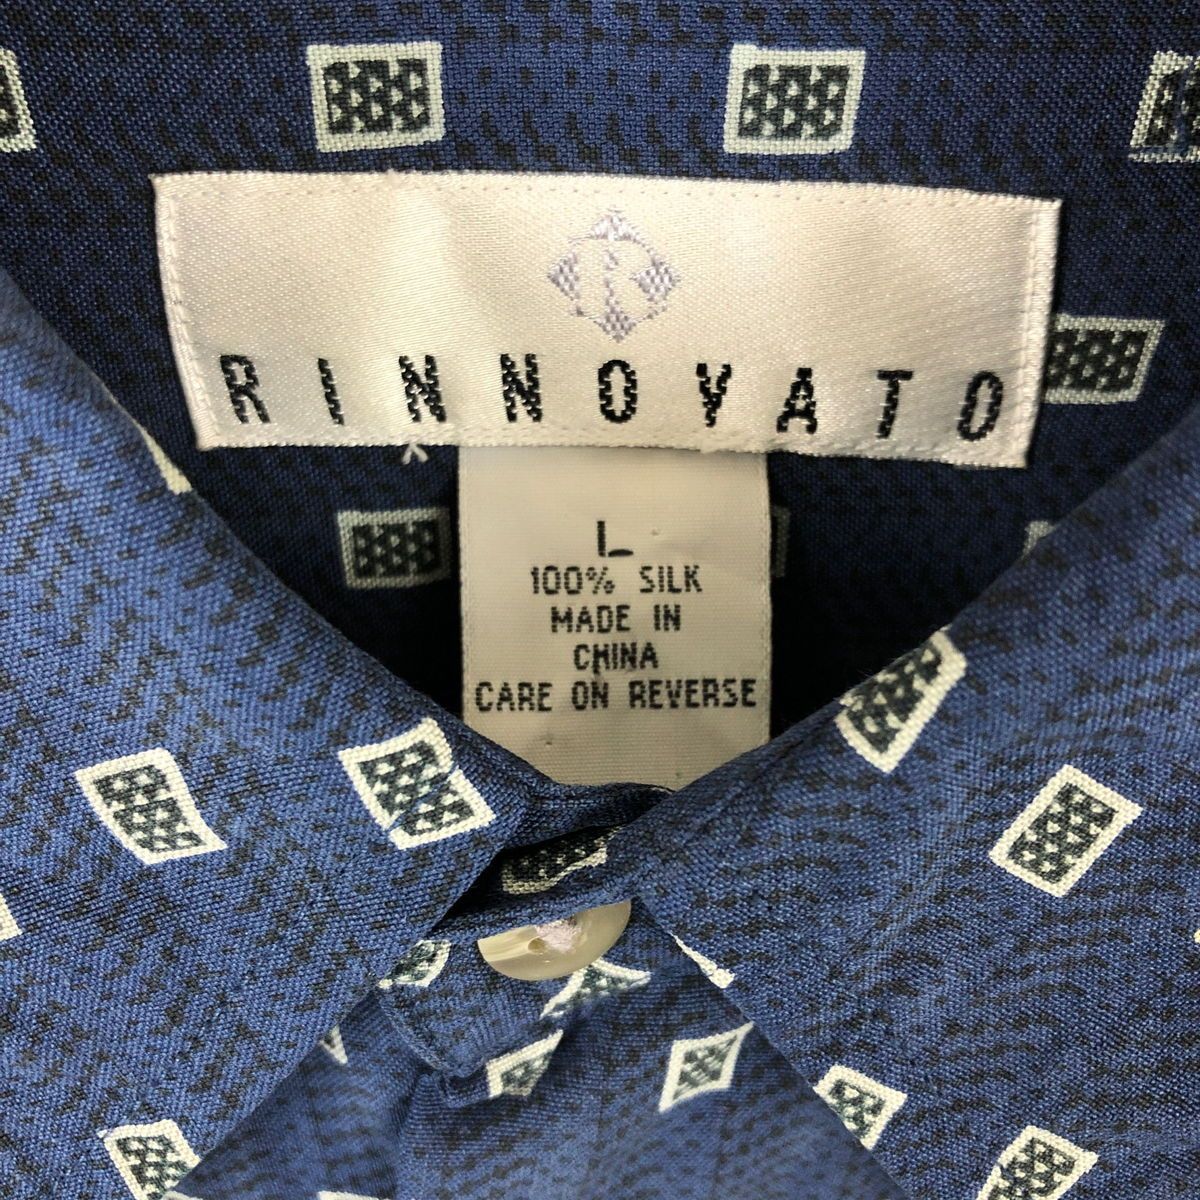 R
RINNOVATO
L
100% SILK
MADE IN
CHINA
CARE ON REVERSE